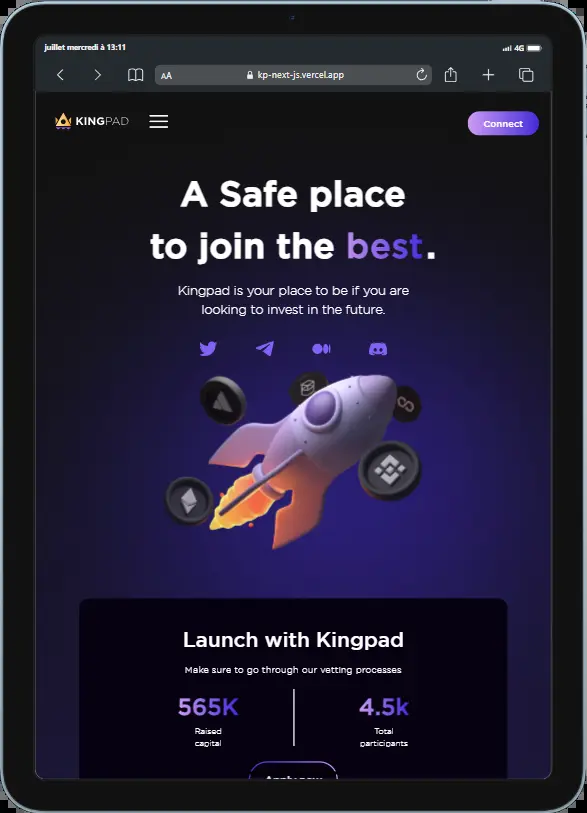 juillet mercredi à 13:11
4G
AA
kp-next-js.vercel.app
KINGPAD
Connect
A Safe place
to join the best.
Kingpad is your place to be if you are
looking to invest in the future.
Launch with Kingpad
Make sure to go through our vetting processes
565K
4.5k
Raised
capital
Total
participants